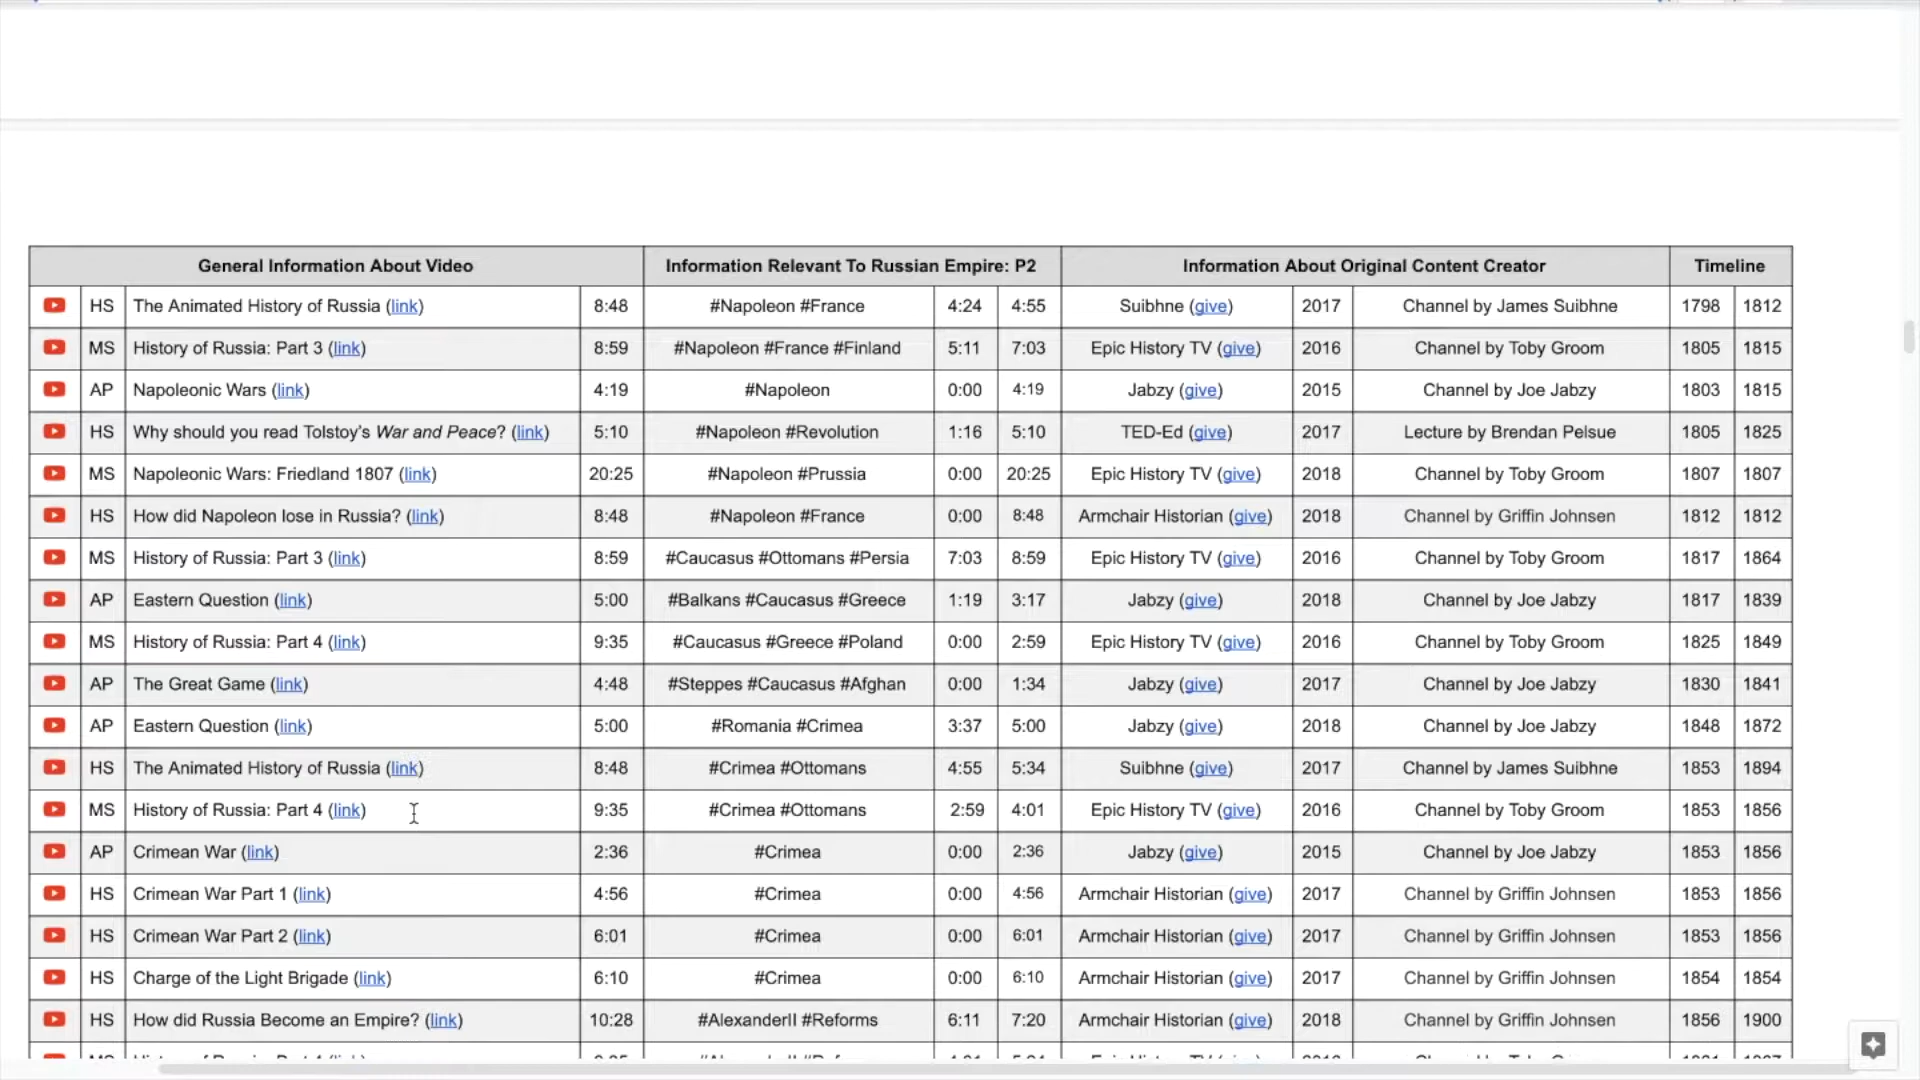 General Information About Video Information Relevant To Russian Empire: P2 Information About Original Content Creator Timeline
HS The Animated History of Russia (link) 8:48 #Napoleon #France 4:24 4:55 Suibhne (give) 2017 Channel by James Suibhne 1798 1812
MS History of Russia: Part 3 (link) 8:59 #Napoleon #France #Finland 5:11 7:03 Epic History TV (give) 2016 Channel by Toby Groom 1805 1815
AP Napoleonic Wars (link) 4:19 #Napoleon 0:00 4:19 Jabzy (give) 2015 Channel by Joe Jabzy 1803 1815
HS Why should you read Tolstoy's War and Peace? (link) 5:10 #Napoleon #Revolution 1:16 5:10 TED-Ed (give) 2017 Lecture by Brendan Pelsue 1805 1825
MS Napoleonic Wars: Friedland 1807 (link) 20:25 #Napoleon #Prussia 0:00 20:25 Epic History TV (give) 2018 Channel by Toby Groom 1807 1807
HS How did Napoleon lose in Russia? (link) 8:48 #Napoleon #France 0:00 8:48 Armchair Historian (give) 2018 Channel by Griffin Johnsen 1812 1812
MS History of Russia: Part 3 (link) 8:59 #Caucasus #Ottomans #Persia 7:03 8:59 Epic History TV (give) 2016 Channel by Toby Groom 1817 1864
AP Eastern Question (link) 5:00 #Balkans #Caucasus #Greece 1:19 3:17 Jabzy (give) 2018 Channel by Joe Jabzy 1817 1839
MS History of Russia: Part 4 (link) 9:35 #Caucasus #Greece #Poland 0:00 2:59 Epic History TV (give) 2016 Channel by Toby Groom 1825 1849
AP The Great Game (link) 4:48 #Steppes #Caucasus #Afghan 0:00 1:34 Jabzy (give) 2017 Channel by Joe Jabzy 1830 1841
AP Eastern Question (link) 5:00 #Romania #Crimea 3:37 5:00 Jabzy (give) 2018 Channel by Joe Jabzy 1848 1872
HS The Animated History of Russia (link) 8:48 #Crimea #Ottomans 4:55 5:34 Suibhne (give) 2017 Channel by James Suibhne 1853 1894
MS History of Russia: Part 4 (link) 9:35 #Crimea #Ottomans 2:59 4:01 Epic History TV (give) 2016 Channel by Toby Groom 1853 1856
AP Crimean War (link) 2:36 #Crimea 0:00 2:36 Jabzy (give) 2015 Channel by Joe Jabzy 1853 1856
HS Crimean War Part 1 (link) 4:56 #Crimea 0:00 4:56 Armchair Historian (give) 2017 Channel by Griffin Johnsen 1853 1856
HS Crimean War Part 2 (link) 6:01 #Crimea 0:00 6:01 Armchair Historian (give) 2017 Channel by Griffin Johnsen 1853 1856
HS Charge of the Light Brigade (link) 6:10 #Crimea 0:00 6:10 Armchair Historian (give) 2017 Channel by Griffin Johnsen 1854 1854
HS How did Russia Become an Empire? (link) 10:28 #AlexanderII #Reforms 6:11 7:20 Armchair Historian (give) 2018 Channel by Griffin Johnsen 1856 1900